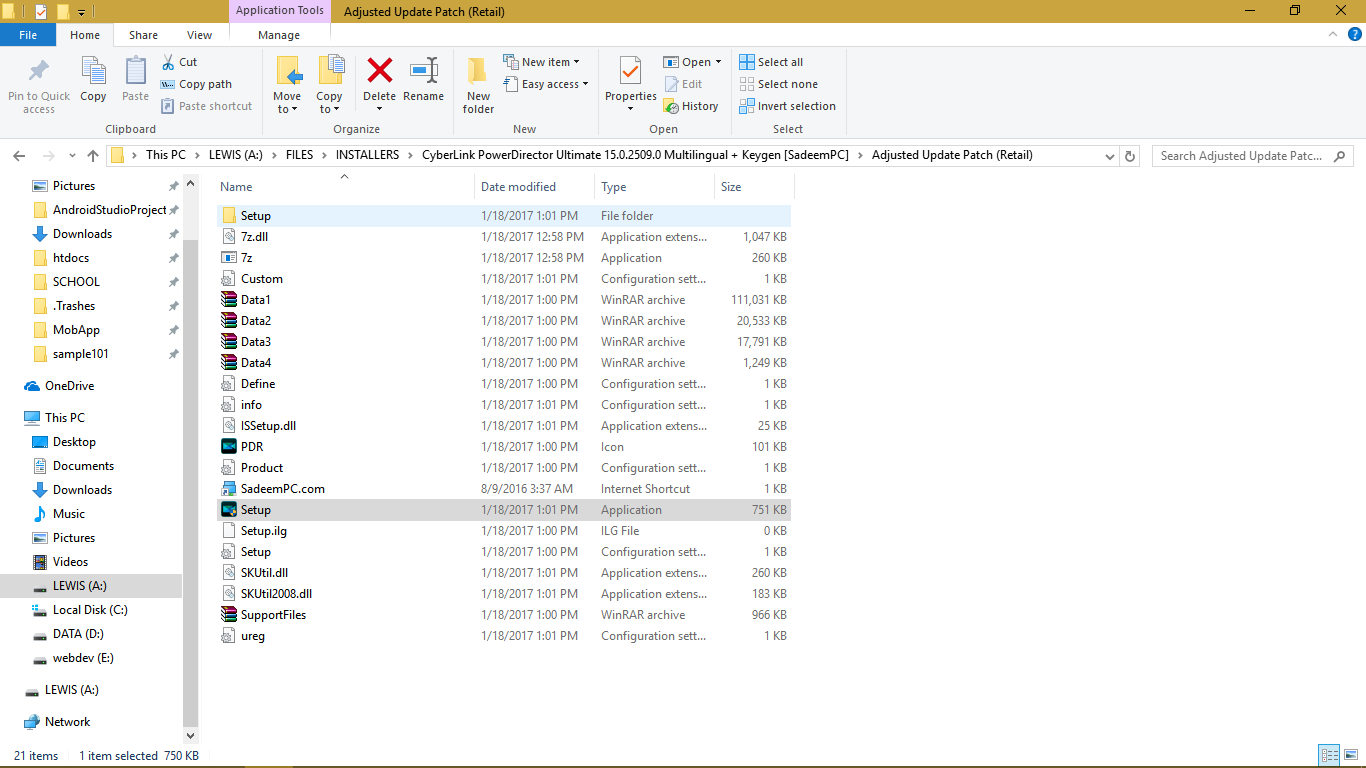 Application Tools
Adjusted Update Patch (Retail)
File
Home
Share
View
Manage
Pin to Quick access
Copy
Paste
Cut
Copy path
Paste shortcut
Clipboard
Move to
Copy to
Delete
Rename
Organize
New folder
New item
Easy access
New
Properties
Open
Edit
History
Open
Select all
Select none
Invert selection
Select
This PC
LEWIS (A:)
FILES
INSTALLERS
CyberLink PowerDirector Ultimate 15.0.2509.0 Multilingual + Keygen [SadeemPC]
Adjusted Update Patch (Retail)
Search Adjusted Update Patc...
Pictures
AndroidStudioProject
Downloads
htdocs
SCHOOL
.Trashes
MobApp
sample101
OneDrive
This PC
Desktop
Documents
Downloads
Music
Pictures
Videos
LEWIS (A:)
Local Disk (C:)
DATA (D:)
webdev (E:)
LEWIS (A:)
Network
Name Date modified Type Size
Setup 1/18/2017 1:01 PM File folder
7z.dll 1/18/2017 12:58 PM Application extens... 1,047 KB
7z 1/18/2017 12:58 PM Application 260 KB
Custom 1/18/2017 1:01 PM Configuration sett... 1 KB
Data1 1/18/2017 1:00 PM WinRAR archive 111,031 KB
Data2 1/18/2017 1:00 PM WinRAR archive 20,533 KB
Data3 1/18/2017 1:00 PM WinRAR archive 17,791 KB
Data4 1/18/2017 1:00 PM WinRAR archive 1,249 KB
Define 1/18/2017 1:00 PM Configuration sett... 1 KB
info 1/18/2017 1:01 PM Configuration sett... 1 KB
ISSetup.dll 1/18/2017 1:01 PM Application extens... 25 KB
PDR 1/18/2017 1:00 PM Icon 101 KB
Product 1/18/2017 1:00 PM Configuration sett... 1 KB
SadeemPC.com 8/9/2016 3:37 AM Internet Shortcut 1 KB
Setup 1/18/2017 1:01 PM Application 751 KB
Setup.ilg 1/18/2017 1:00 PM ILG File 0 KB
Setup 1/18/2017 1:00 PM Configuration sett... 1 KB
SKUtil.dll 1/18/2017 1:01 PM Application extens... 260 KB
SKUtil2008.dll 1/18/2017 1:01 PM Application extens... 183 KB
SupportFiles 1/18/2017 1:00 PM WinRAR archive 966 KB
ureg 1/18/2017 1:01 PM Configuration sett... 1 KB
21 items 1 item selected 750 KB